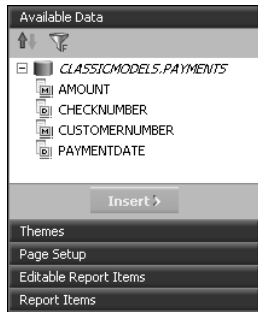 Available Data
CLASSICMODELS.PAYMENTS
M AMOUNT
D CHECKNUMBER
M CUSTOMERNUMBER
D PAYMENTDATE
Insert
Themes
Page Setup
Editable Report Items
Report Items